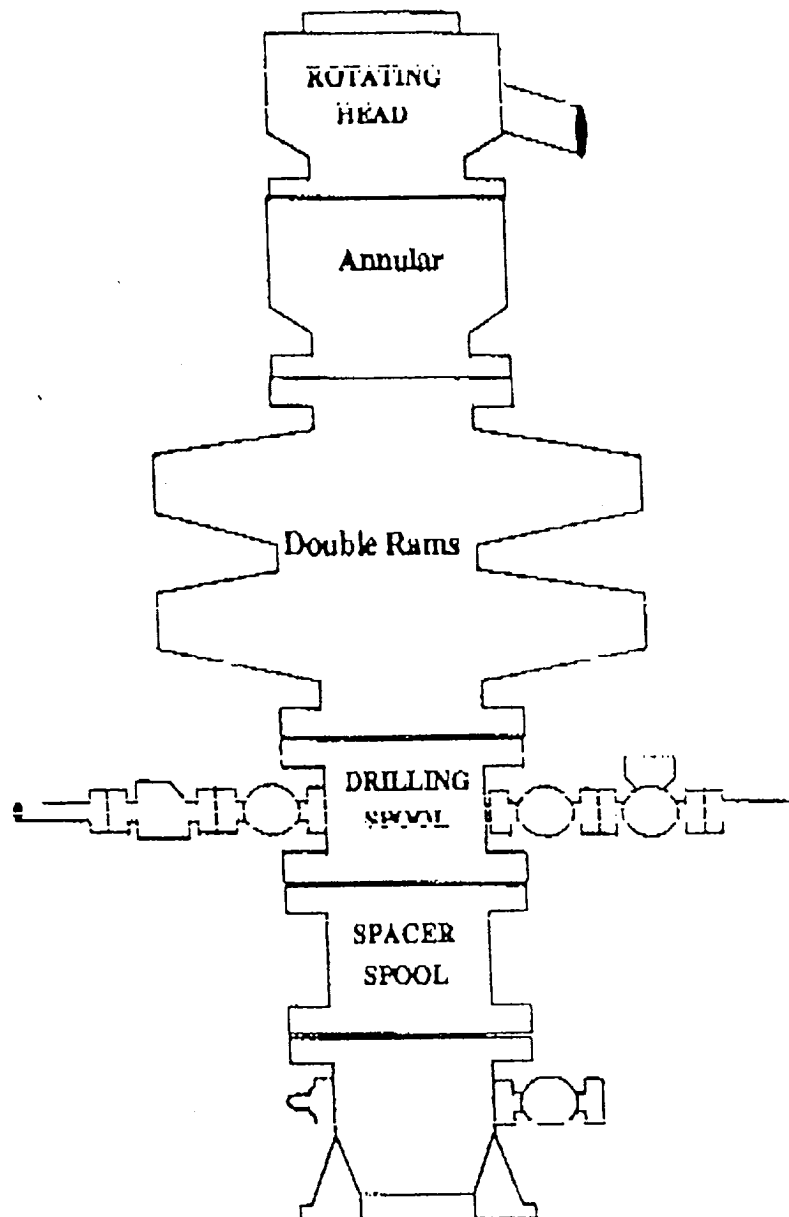 ROTATING
HEAD
Annular
Double Rams
DRILLING
SPOOL
SPACER
SPOOL